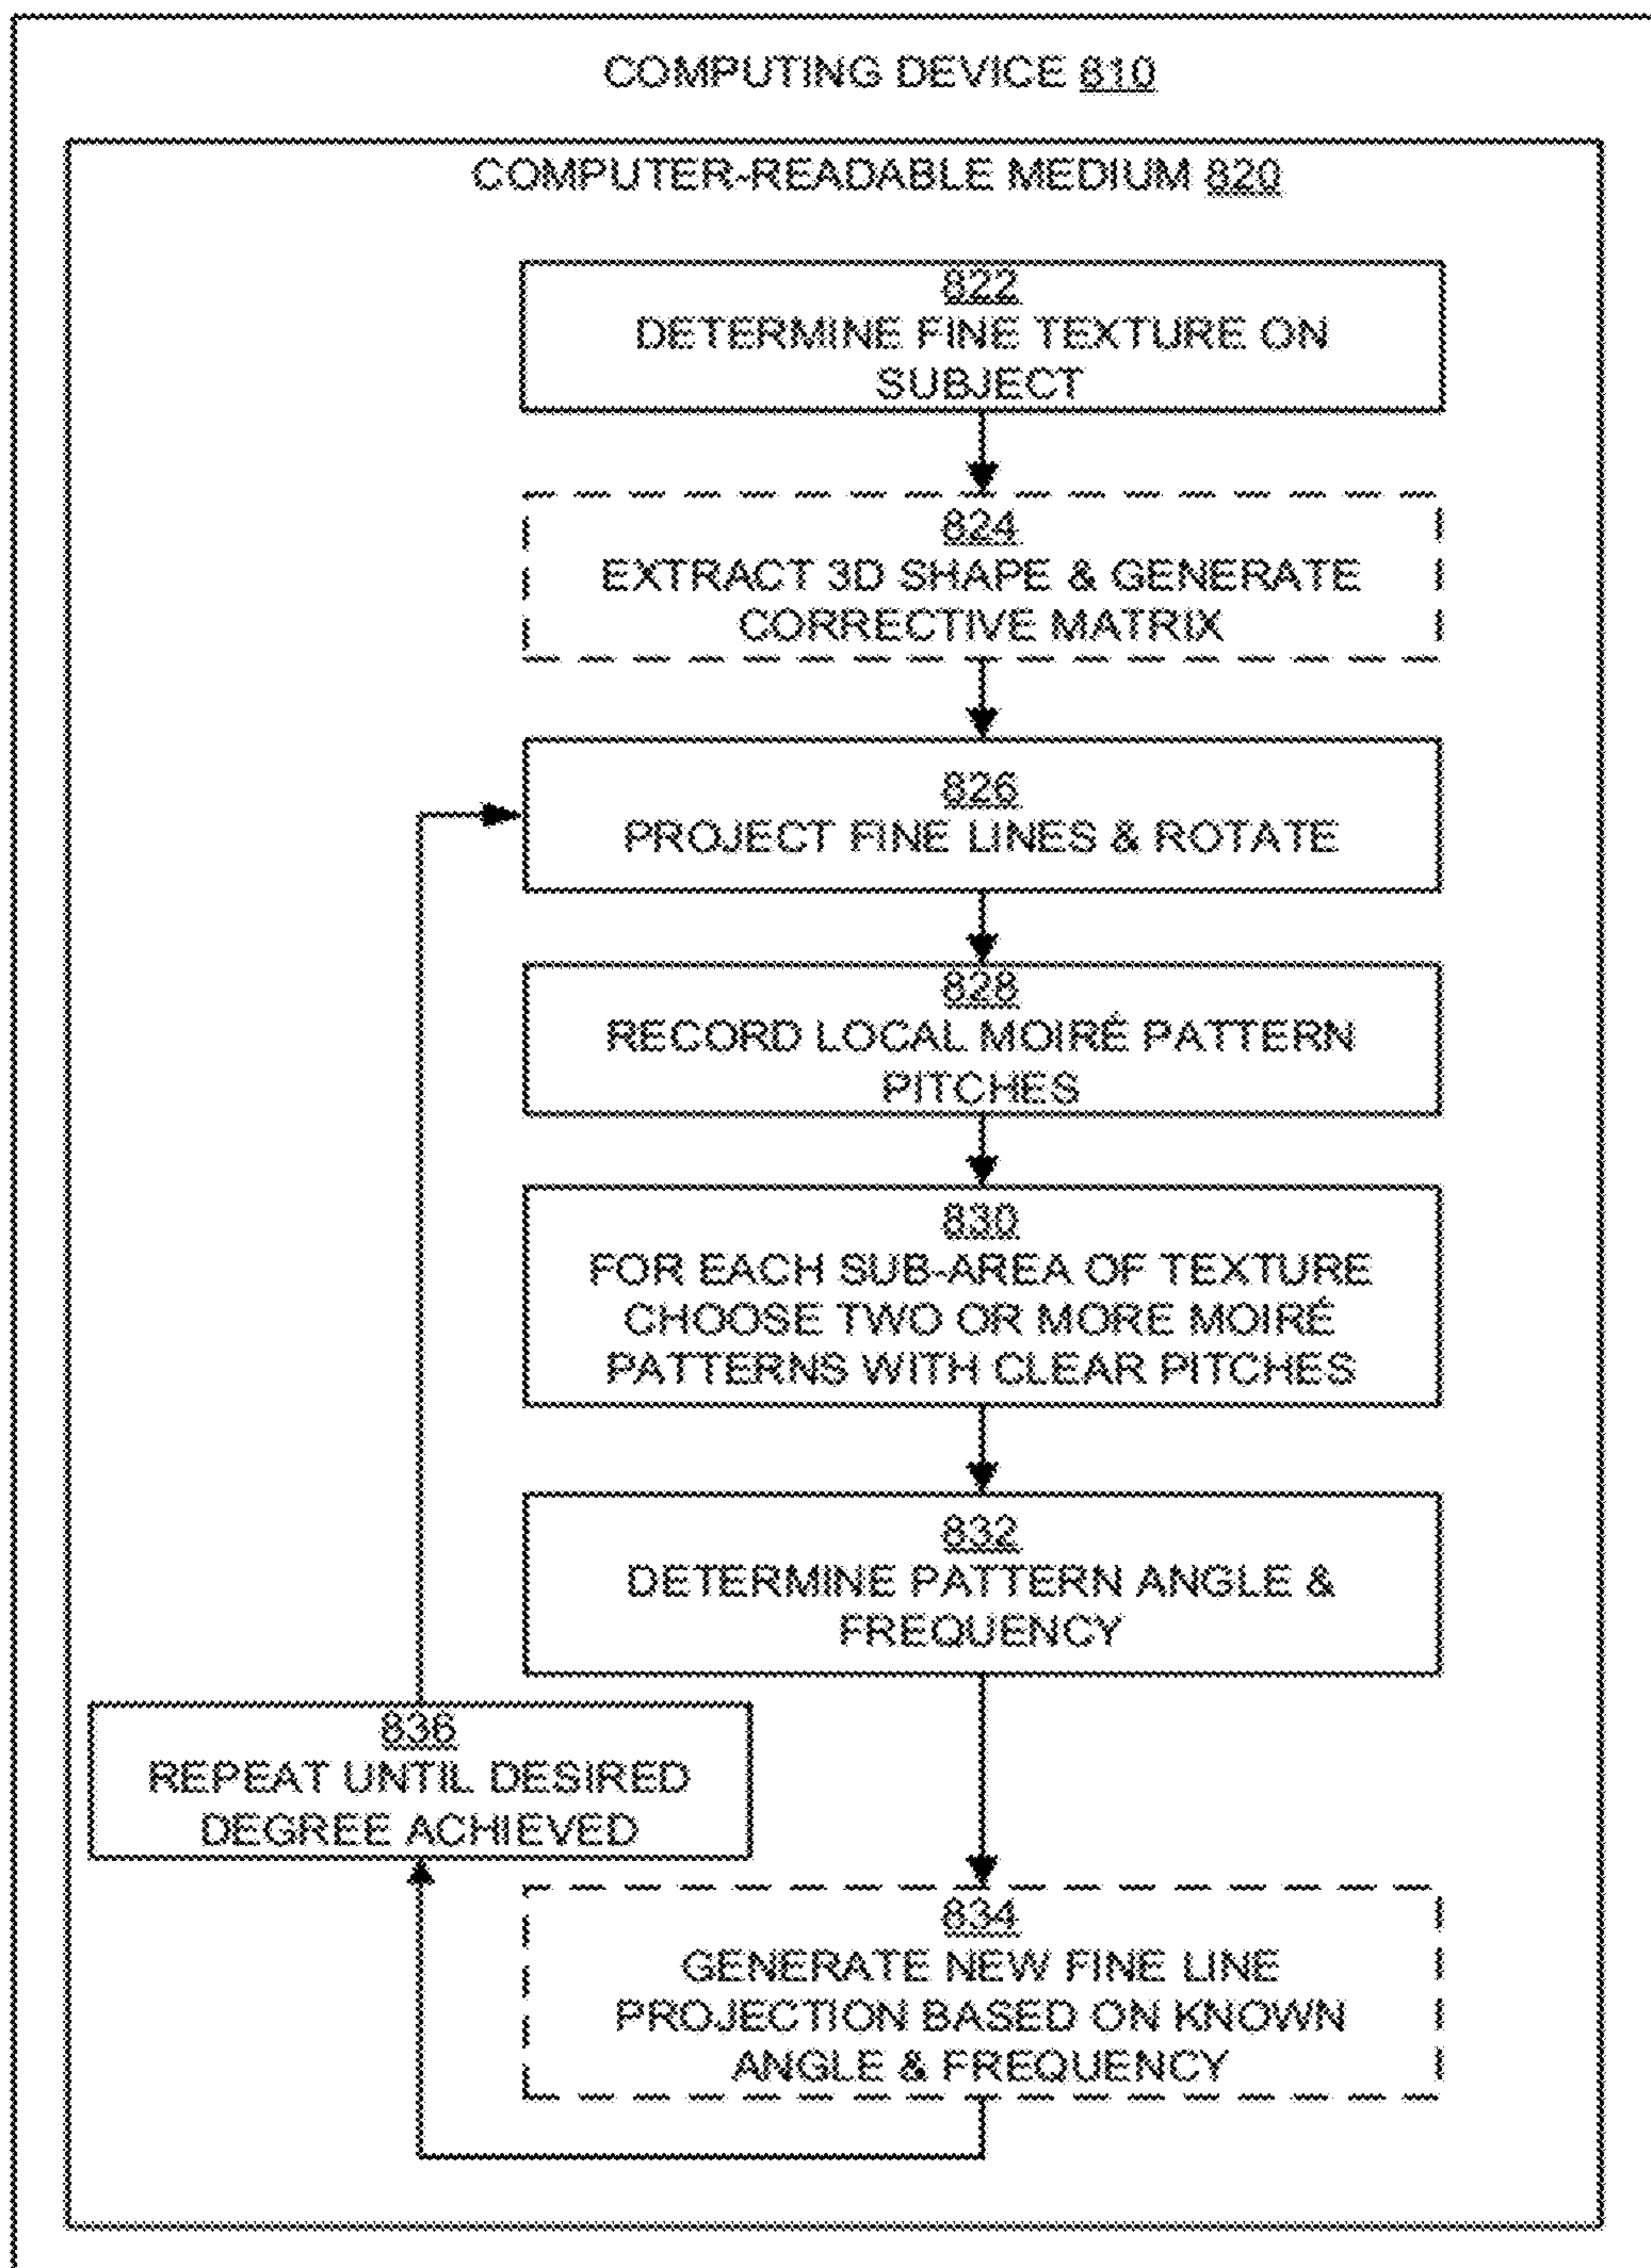 COMPUTING DEVICE 810
COMPUTER-READABLE MEDIUM 820
822
DETERMINE FINE TEXTURE ON
SUBJECT
824
EXTRACT 3D SHAPE & GENERATE
CORRECTIVE MATRIX
826
PROJECT FINE LINES & ROTATE
828
RECORD LOCAL MOIRÉ PATTERN
PITCHES
830
FOR EACH SUB-AREA OF TEXTURE
CHOOSE TWO OR MORE MOIRÉ
PATTERNS WITH CLEAR PITCHES
832
DETERMINE PATTERN ANGLE &
FREQUENCY
836
REPEAT UNTIL DESIRED
DEGREE ACHIEVED
834
GENERATE NEW FINE LINE
PROJECTION BASED ON KNOWN
ANGLE & FREQUENCY